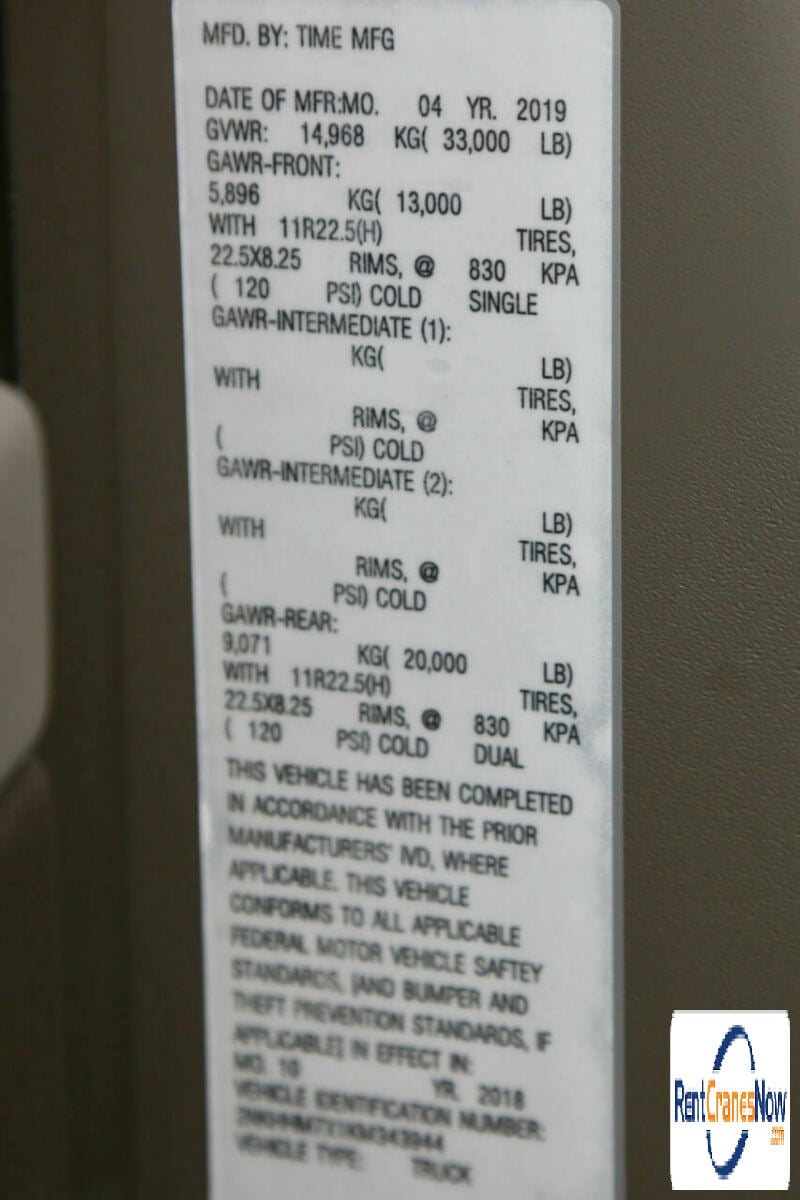 MFD. BY: TIME MFG
DATE OF MFR:MO. 04 YR. 2019
GVWR: 14,968 KG( 33,000 LB)
GAWR-FRONT:
5,896 KG( 13,000 LB)
WITH 11R22.5(H) TIRES,
22.5X8.25 RIMS, @ 830 KPA
( 120 PSI) COLD SINGLE
GAWR-INTERMEDIATE (1):
KG( LB)
WITH TIRES,
RIMS, @ KPA
( PSI) COLD
GAWR-INTERMEDIATE (2):
KG( LB)
WITH TIRES,
RIMS, @ KPA
( PSI) COLD
GAWR-REAR:
9,071 KG( 20,000 LB)
WITH 11R22.5(H) TIRES,
22.5X8.25 RIMS, @ 830 KPA
( 120 PSI) COLD DUAL
THIS VEHICLE HAS BEEN COMPLETED
IN ACCORDANCE WITH THE PRIOR
MANUFACTURERS' IVD, WHERE
APPLICABLE. THIS VEHICLE
CONFORMS TO ALL APPLICABLE
FEDERAL MOTOR VEHICLE SAFTEY
STANDARDS, [AND BUMPER AND
THEFT PREVENTION STANDARDS, IF
APPLICABLE] IN EFFECT IN:
MO. 10 YR. 2018
VEHICLE IDENTIFICATION NUMBER:
VEHICLE TYPE: TRUCK
RentCranesNow
.com